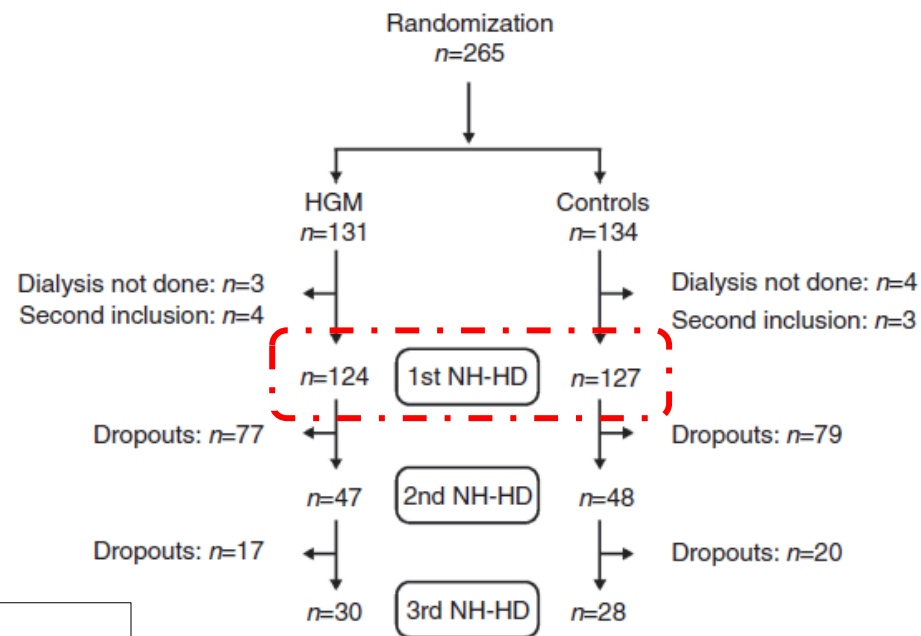 Randomization
n=265
HGM
n=131
Controls
n=134
Dialysis not done: n=3
Second inclusion: n=4
Dialysis not done: n=4
Second inclusion: n=3
n=124
1st NH-HD
n=127
Dropouts: n=77
Dropouts: n=79
n=47
2nd NH-HD
n=48
Dropouts: n=17
Dropouts: n=20
n=30
3rd NH-HD
n=28